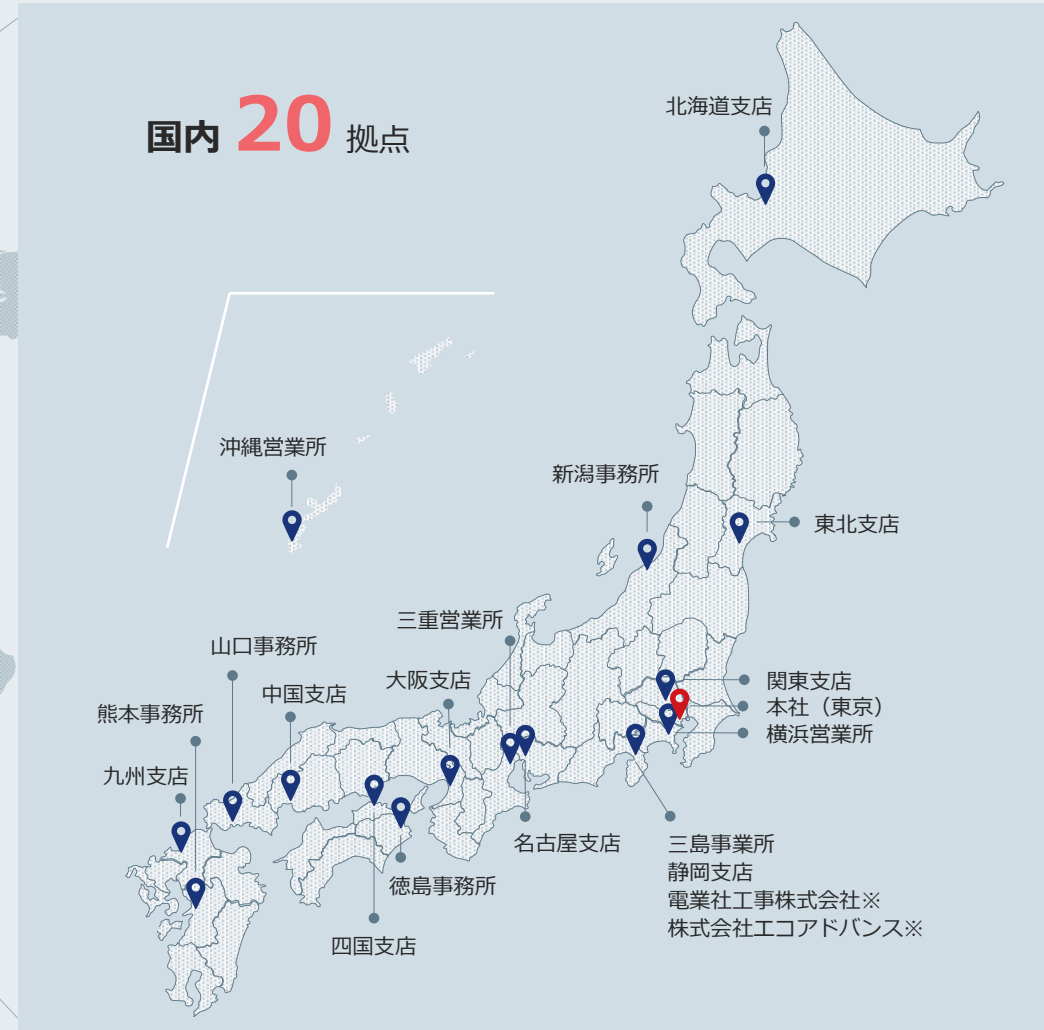 国内 20 拠点
北海道支店
沖縄営業所
新潟事務所
東北支店
三重営業所
山口事務所
大阪支店
中国支店
関東支店
本社（東京）
横浜営業所
熊本事務所
九州支店
名古屋支店
三島事業所
静岡支店
電業社工事株式会社※
株式会社エコアドバンス※
徳島事務所
四国支店